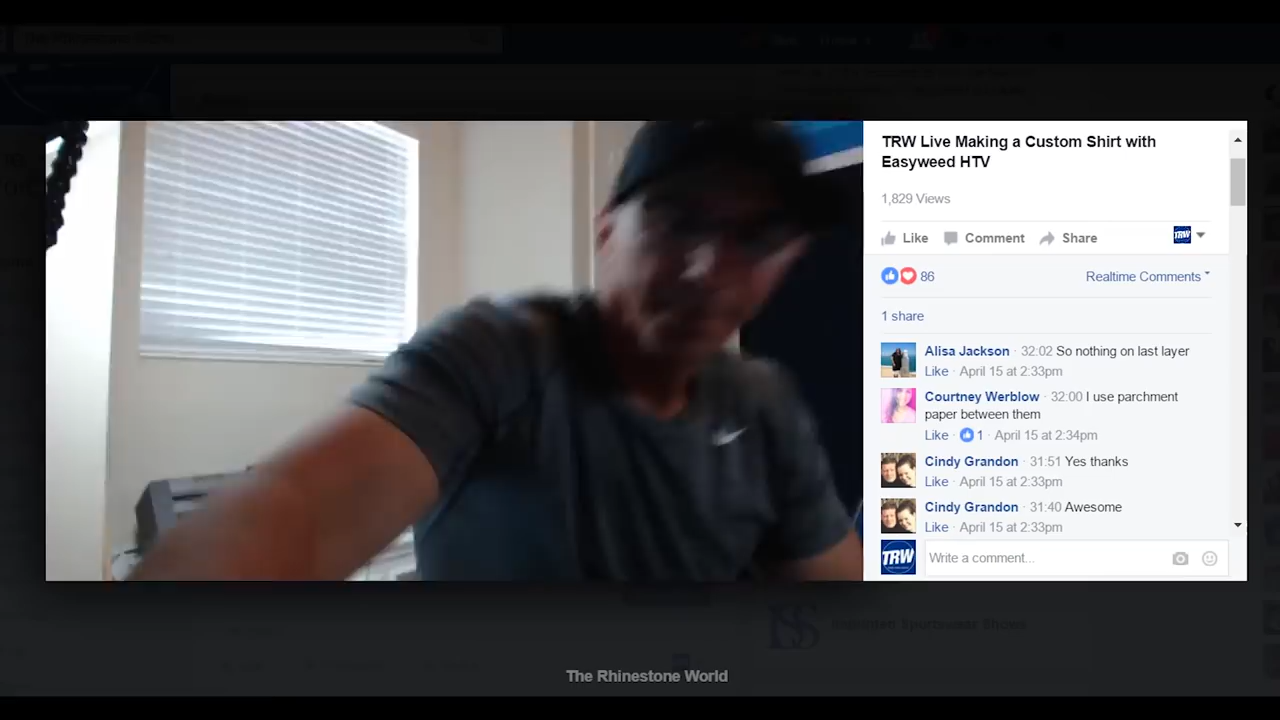 TRW Live Making a Custom Shirt with
Easyweed HTV
1,829 Views
Like Comment Share TRW
86 Realtime Comments
1 share
Alisa Jackson · 32:02 So nothing on last layer
Like · April 15 at 2:33pm
Courtney Werblow · 32:00 I use parchment
paper between them
Like · 1 · April 15 at 2:34pm
Cindy Grandon · 31:51 Yes thanks
Like · April 15 at 2:33pm
Cindy Grandon · 31:40 Awesome
Like · April 15 at 2:33pm
TRW Write a comment...
The Rhinestone World